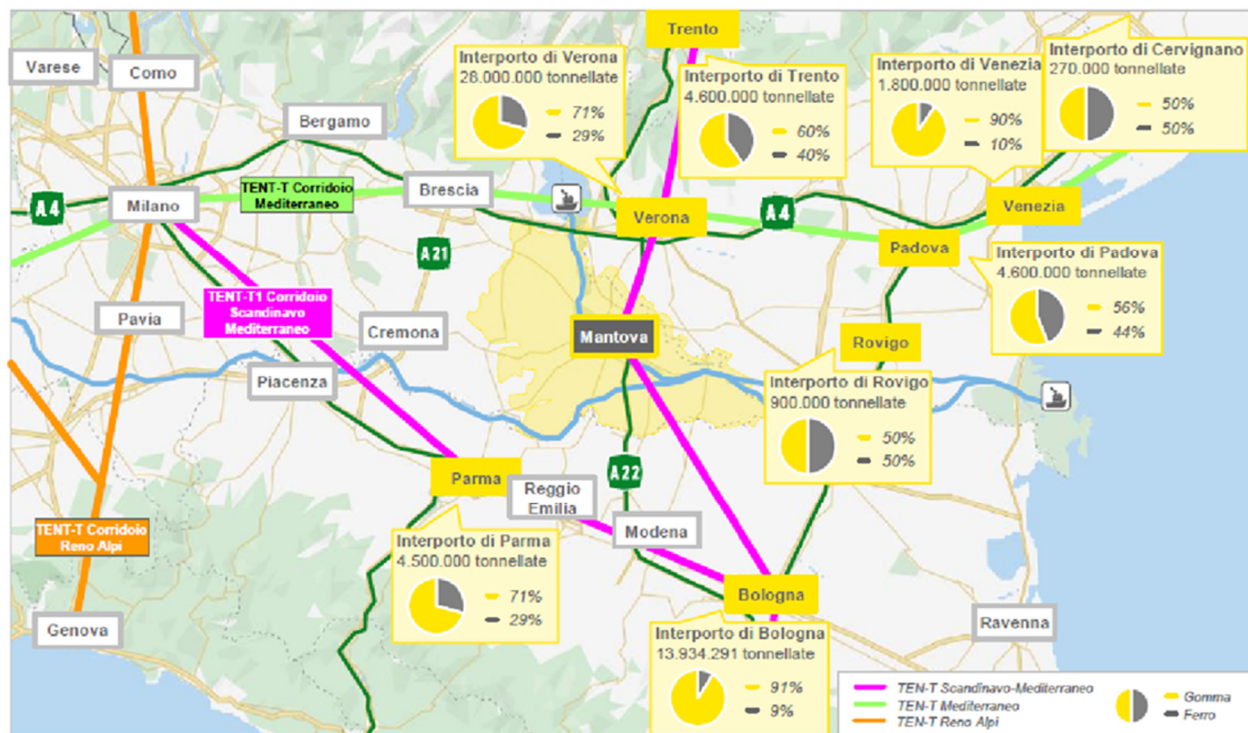 Trento
Varese
Como
Interporto di Verona
28.000.000 tonnellate
71%
29%
Interporto di Trento
4.600.000 tonnellate
60%
40%
Interporto di Venezia
1.800.000 tonnellate
90%
10%
Interporto di Cervignano
270.000 tonnellate
50%
50%
Bergamo
A4
Milano
TENT-T Corridoio
Mediterraneo
Brescia
Verona
A4
Venezia
Padova
A21
Interporto di Padova
4.600.000 tonnellate
56%
44%
TENT-T1 Corridoio
Scandinavo
Mediterraneo
Pavia
Cremona
Mantova
Rovigo
Piacenza
Interporto di Rovigo
900.000 tonnellate
50%
50%
Parma
A22
Reggio
Emilia
Modena
TENT-T Corridoio
Reno Alpi
Interporto di Parma
4.500.000 tonnellate
71%
29%
Bologna
Genova
Ravenna
Interporto di Bologna
13.934.291 tonnellate
91%
9%
TEN-T Scandinavo-Mediterraneo
TEN-T Mediterraneo
TEN-T Reno Alpi
Gomma
Ferro